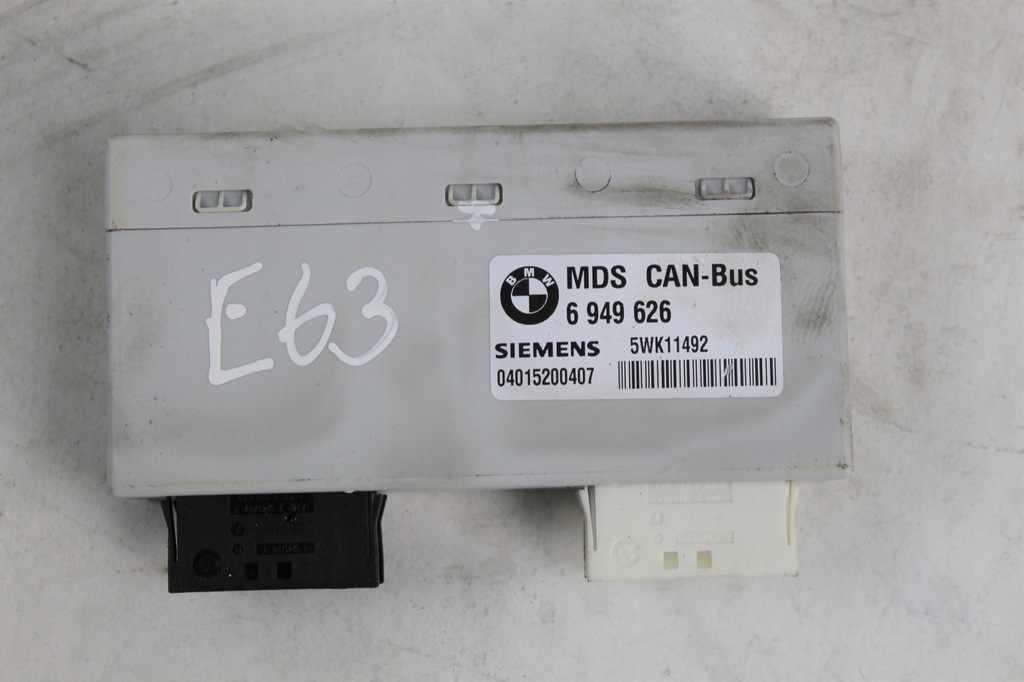 E63
BMW
MDS CAN-Bus
6 949 626
SIEMENS 5WK11492
04015200407